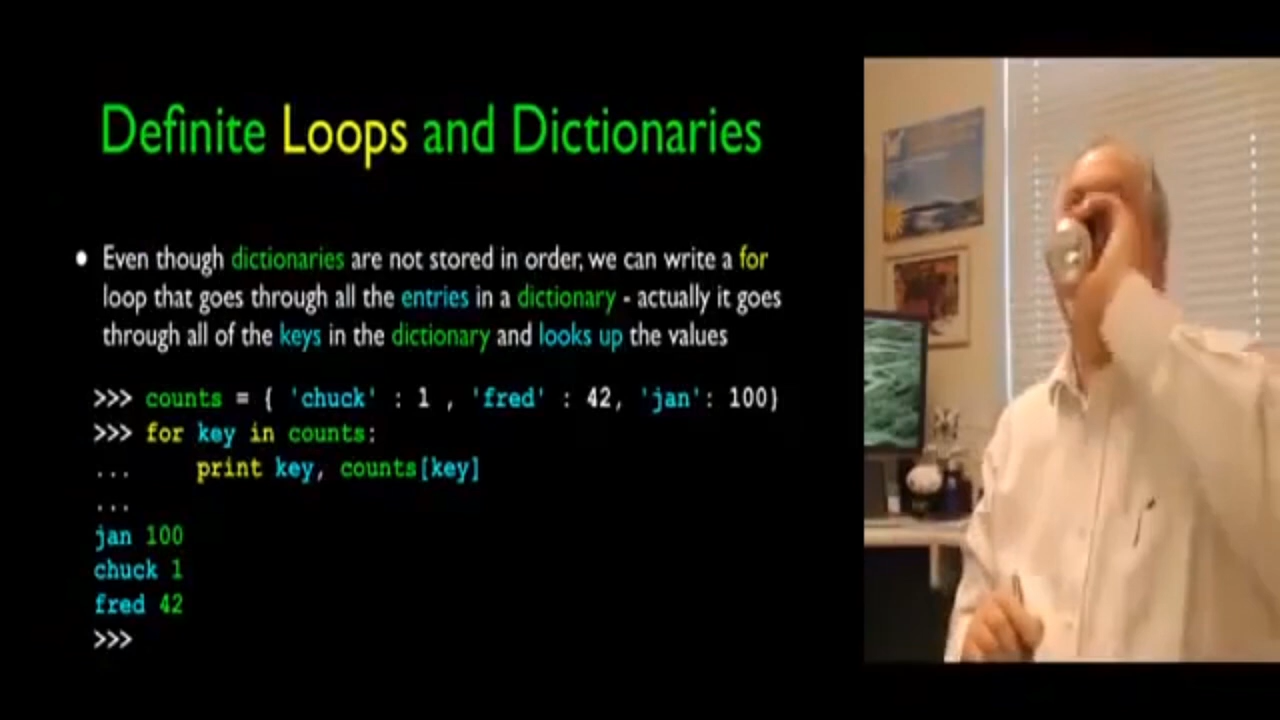 Definite Loops and Dictionaries
• Even though dictionaries are not stored in order, we can write a for
loop that goes through all the entries in a dictionary - actually it goes
through all of the keys in the dictionary and looks up the values
>>> counts = { 'chuck' : 1 , 'fred' : 42, 'jan': 100}
>>> for key in counts:
...     print key, counts[key]
...
jan 100
chuck 1
fred 42
>>>